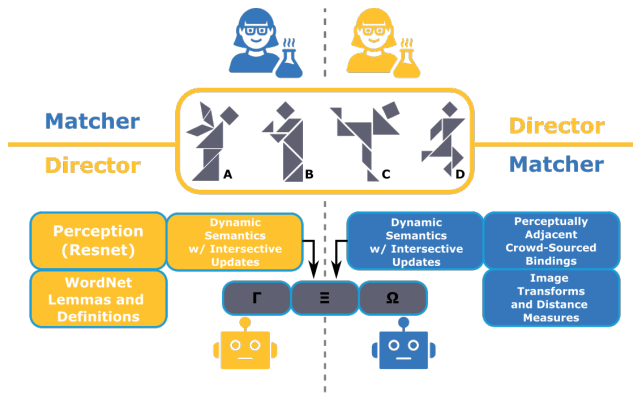 Matcher
Director
Director
Matcher
A
B
C
D
Perception
(Resnet)
Dynamic
Semantics
w/ Intersective
Updates
Dynamic
Semantics
w/ Intersective
Updates
Perceptually
Adjacent
Crowd-Sourced
Bindings
WordNet
Lemmas and
Definitions
Γ
Ξ
Ω
Image
Transforms
and Distance
Measures